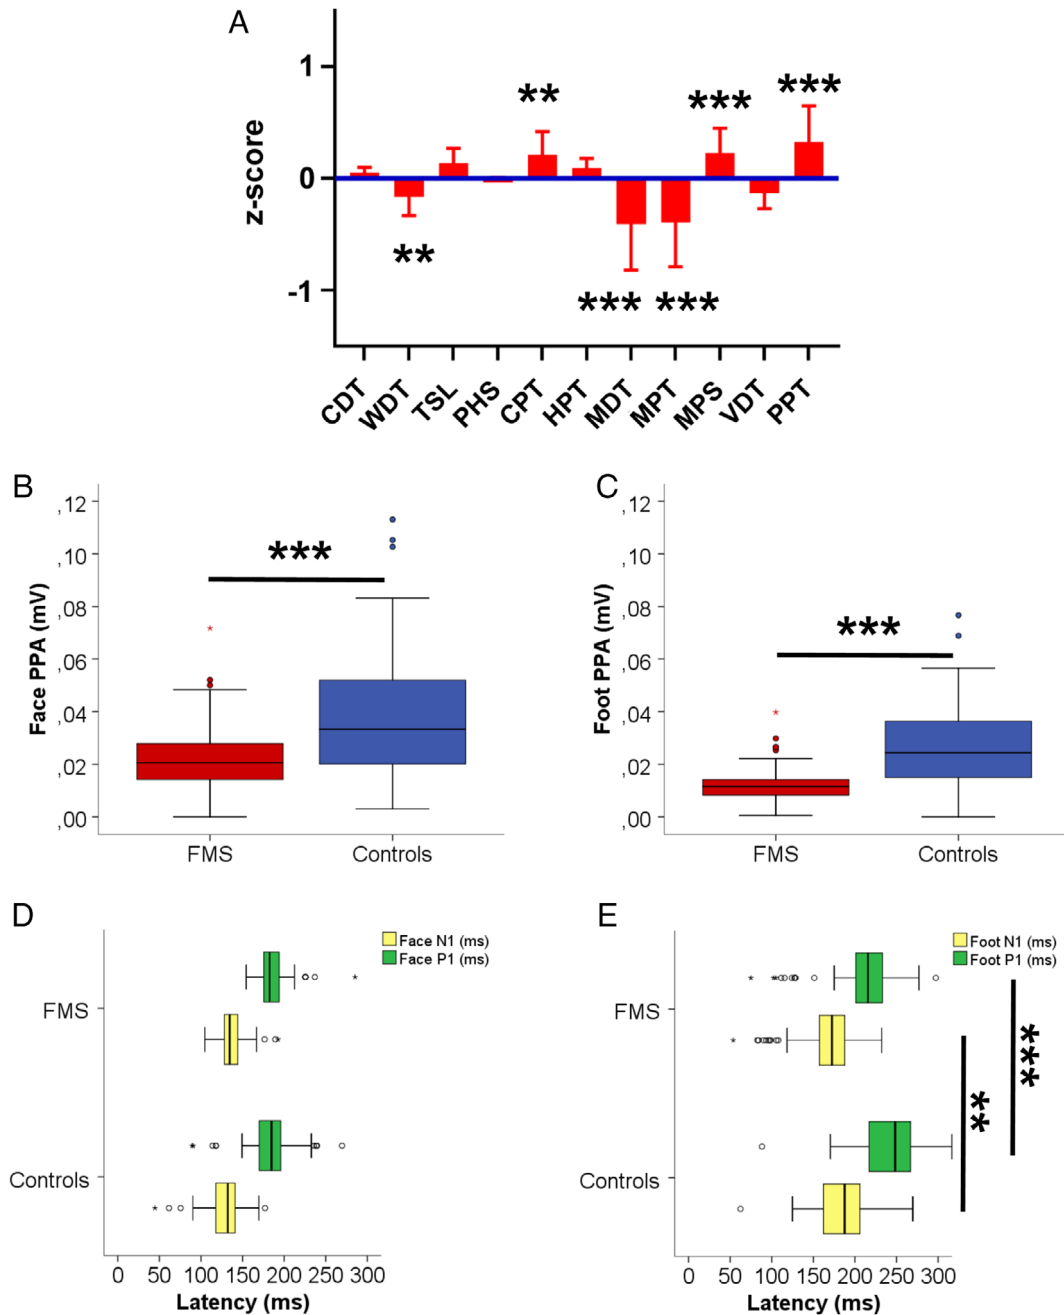 A
z-score
1
0
-1
**
**
***
***
***
***
CDT
WDT
TSL
PHS
CPT
HPT
MDT
MPT
MPS
VDT
PPT
B
Face PPA (mV)
,12
,10
,08
,06
,04
,02
,00
***
*
FMS
Controls
C
Foot PPA (mV)
,12
,10
,08
,06
,04
,02
,00
***
*
FMS
Controls
D
Face N1 (ms)
Face P1 (ms)
FMS
Controls
0 50 100 150 200 250 300
Latency (ms)
E
Foot N1 (ms)
Foot P1 (ms)
FMS
Controls
***
**
0 50 100 150 200 250 300
Latency (ms)